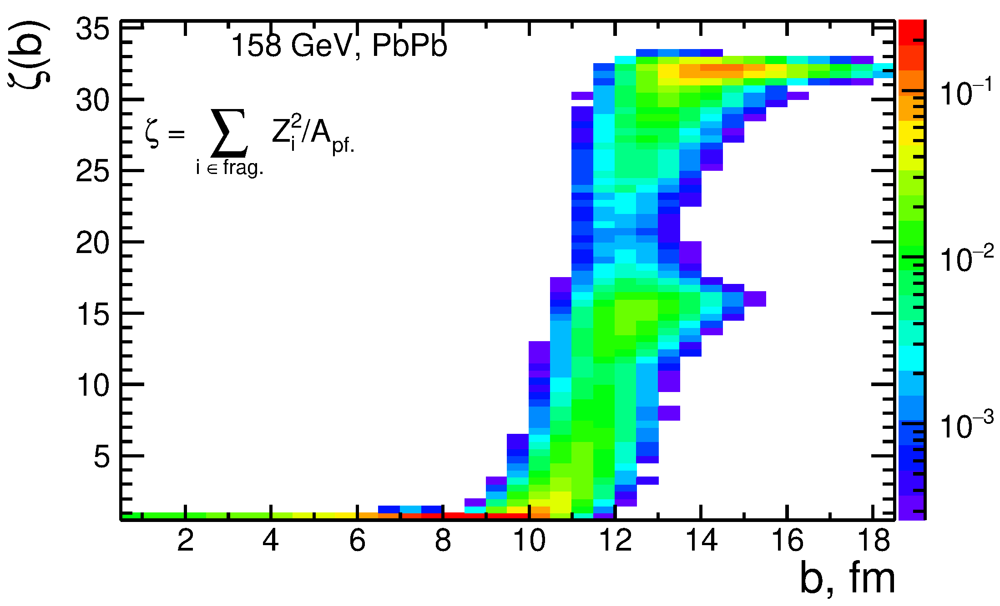 ζ(b)
158 GeV, PbPb
ζ = ∑ Z_i^2/A_pf.
i ∈ frag.
35
30
25
20
15
10
5
2 4 6 8 10 12 14 16 18
b, fm
10^−1
10^−2
10^−3